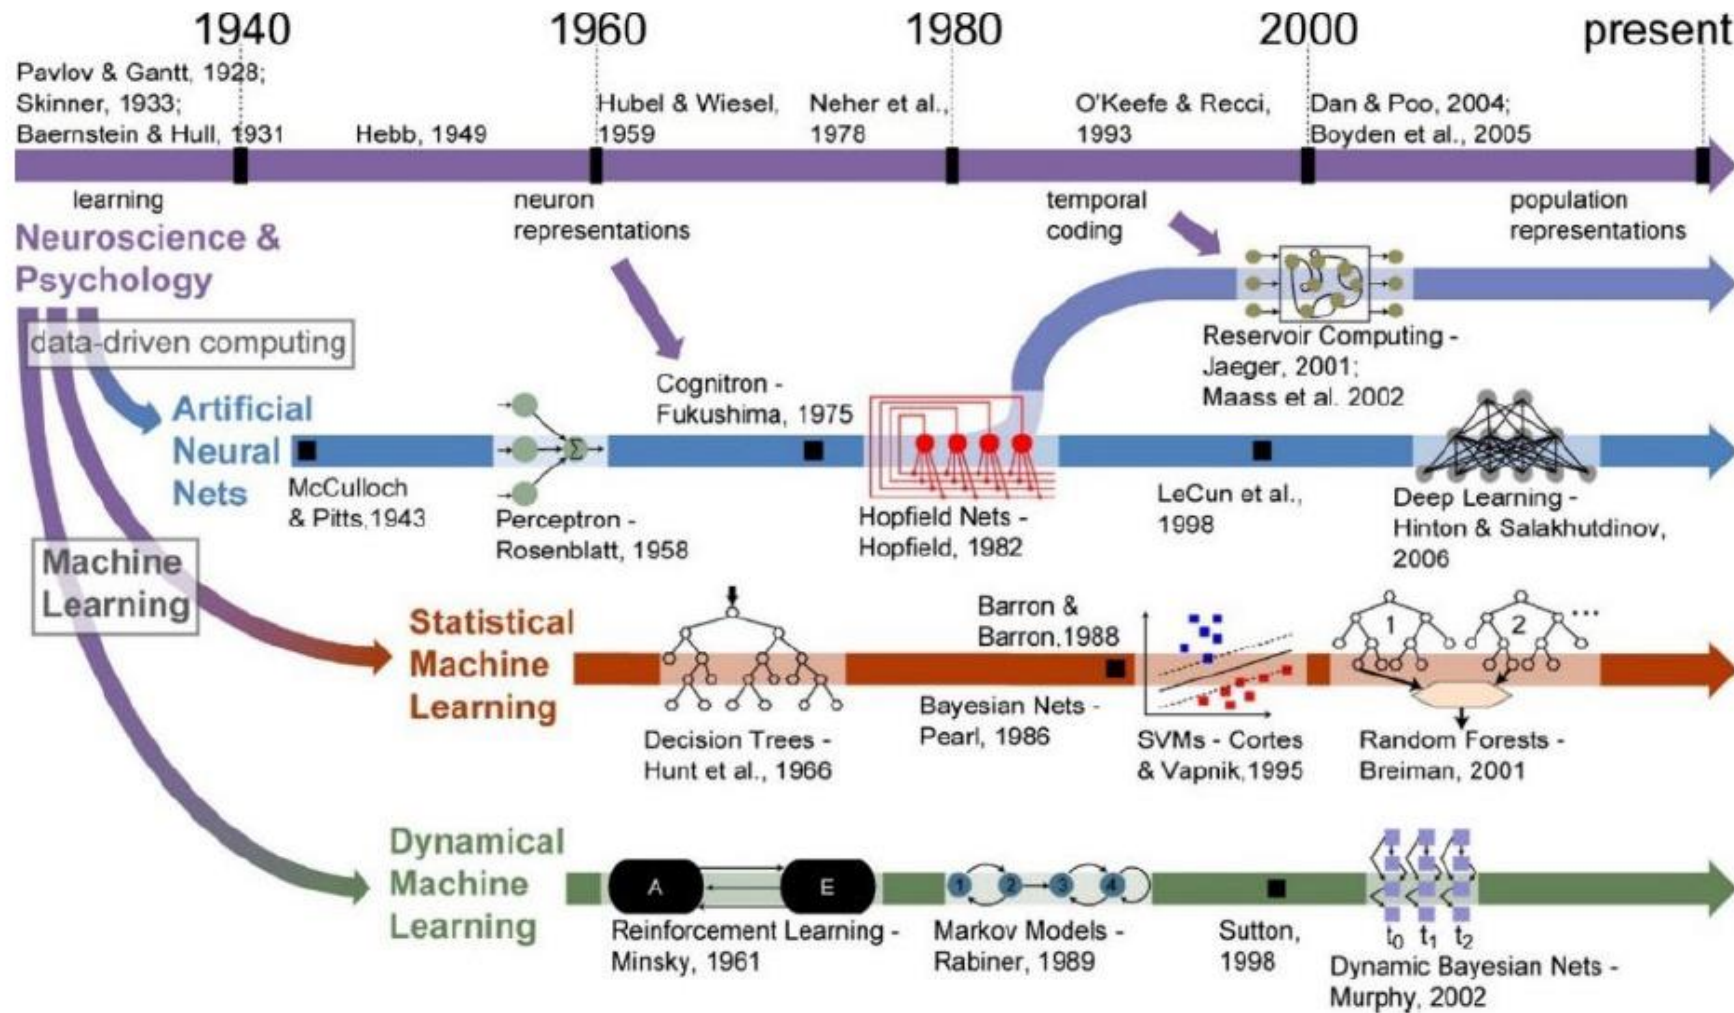 1940
1960
1980
2000
present
Pavlov & Gantt, 1928;
Skinner, 1933;
Baernstein & Hull, 1931
Hebb, 1949
Hubel & Wiesel,
1959
Neher et al.,
1978
O'Keefe & Recci,
1993
Dan & Poo, 2004;
Boyden et al., 2005
learning
neuron
representations
temporal
coding
population
representations
Neuroscience &
Psychology
data-driven computing
Reservoir Computing -
Jaeger, 2001;
Maass et al. 2002
Artificial
Neural
Nets
McCulloch
& Pitts,1943
Σ
Perceptron -
Rosenblatt, 1958
Cognitron -
Fukushima, 1975
Hopfield Nets -
Hopfield, 1982
LeCun et al.,
1998
Deep Learning -
Hinton & Salakhutdinov,
2006
Machine
Learning
Statistical
Machine
Learning
Decision Trees -
Hunt et al., 1966
Barron &
Barron,1988
Bayesian Nets -
Pearl, 1986
SVMs - Cortes
& Vapnik,1995
1
2
...
Random Forests -
Breiman, 2001
Dynamical
Machine
Learning
A
E
Reinforcement Learning -
Minsky, 1961
1
2
3
4
Markov Models -
Rabiner, 1989
Sutton,
1998
t0 t1 t2
Dynamic Bayesian Nets -
Murphy, 2002